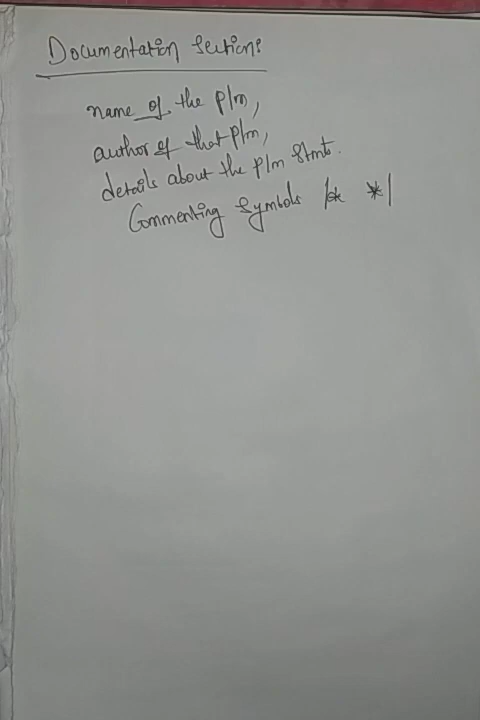 Documentation Section:
name of the p/m,
author of that p/m,
details about the p/m stmts.
Commenting Symbols /* */